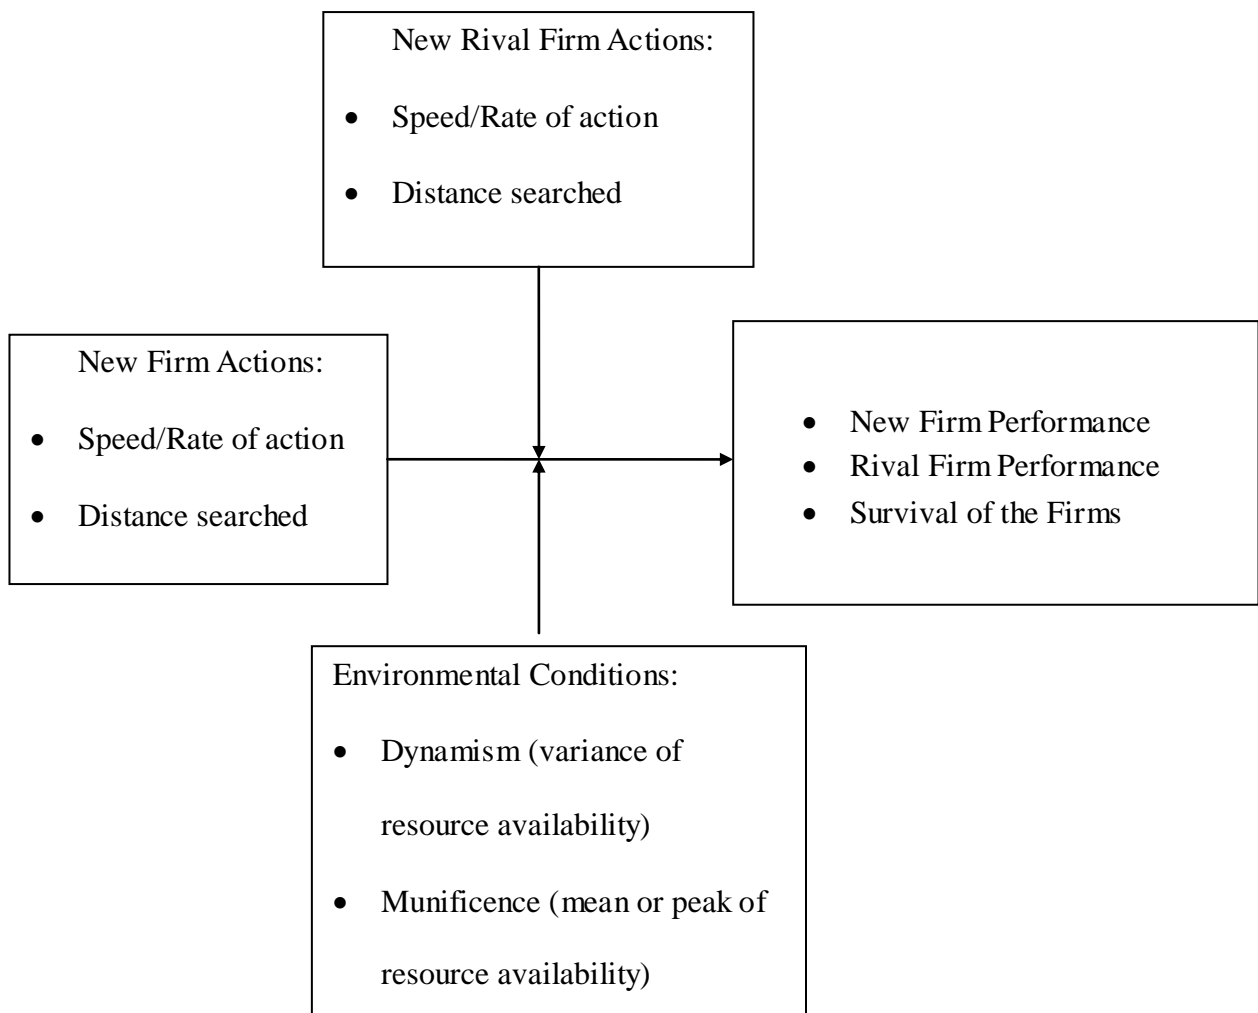 New Rival Firm Actions:
• Speed/Rate of action
• Distance searched
New Firm Actions:
• Speed/Rate of action
• Distance searched
• New Firm Performance
• Rival Firm Performance
• Survival of the Firms
Environmental Conditions:
• Dynamism (variance of
resource availability)
• Munificence (mean or peak of
resource availability)